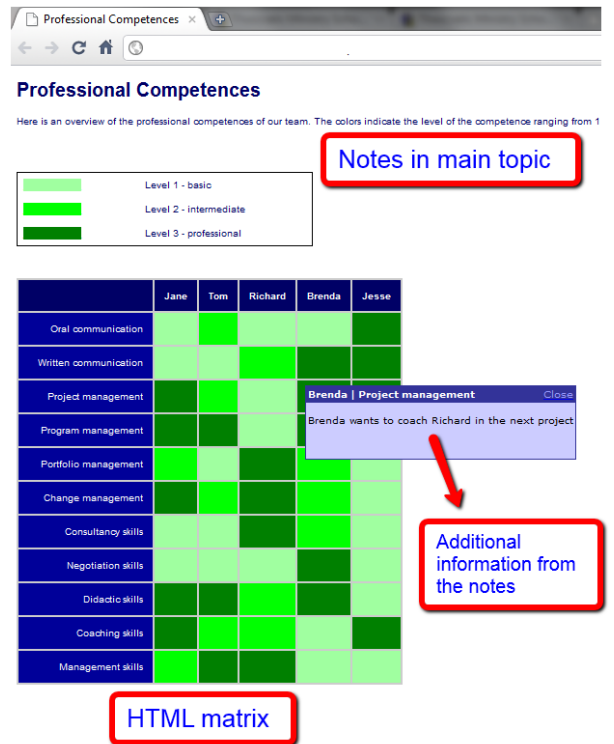 Professional Competences
Professional Competences
Here is an overview of the professional competences of our team. The colors indicate the level of the competence ranging from 1
Notes in main topic
Level 1 - basic
Level 2 - intermediate
Level 3 - professional
Jane Tom Richard Brenda Jesse
Oral communication
Written communication
Project management
Brenda | Project management Close
Brenda wants to coach Richard in the next project
Program management
Portfolio management
Change management
Consultancy skills
Negotiation skills
Didactic skills
Coaching skills
Management skills
Additional
information from
the notes
HTML matrix